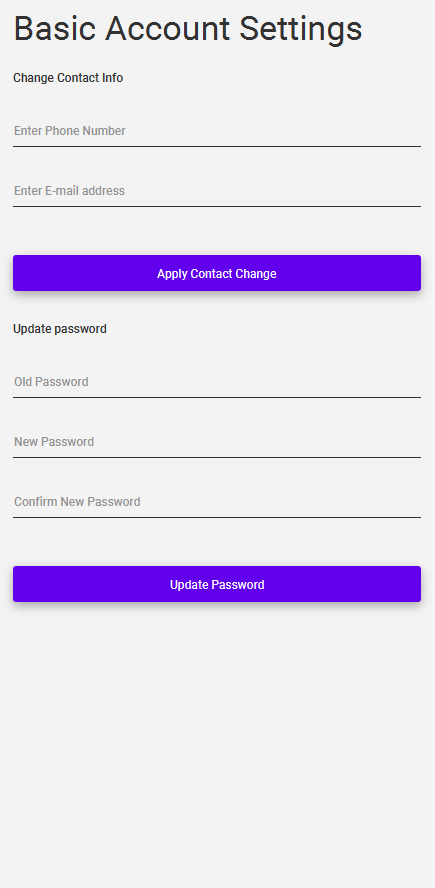 Basic Account Settings
Change Contact Info
Enter Phone Number
Enter E-mail address
Apply Contact Change
Update password
Old Password
New Password
Confirm New Password
Update Password